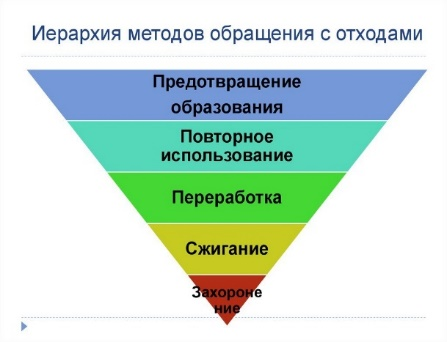 Иерархия методов обращения с отходами
Предотвращение
образования
Повторное
использование
Переработка
Сжигание
Захороне
ние